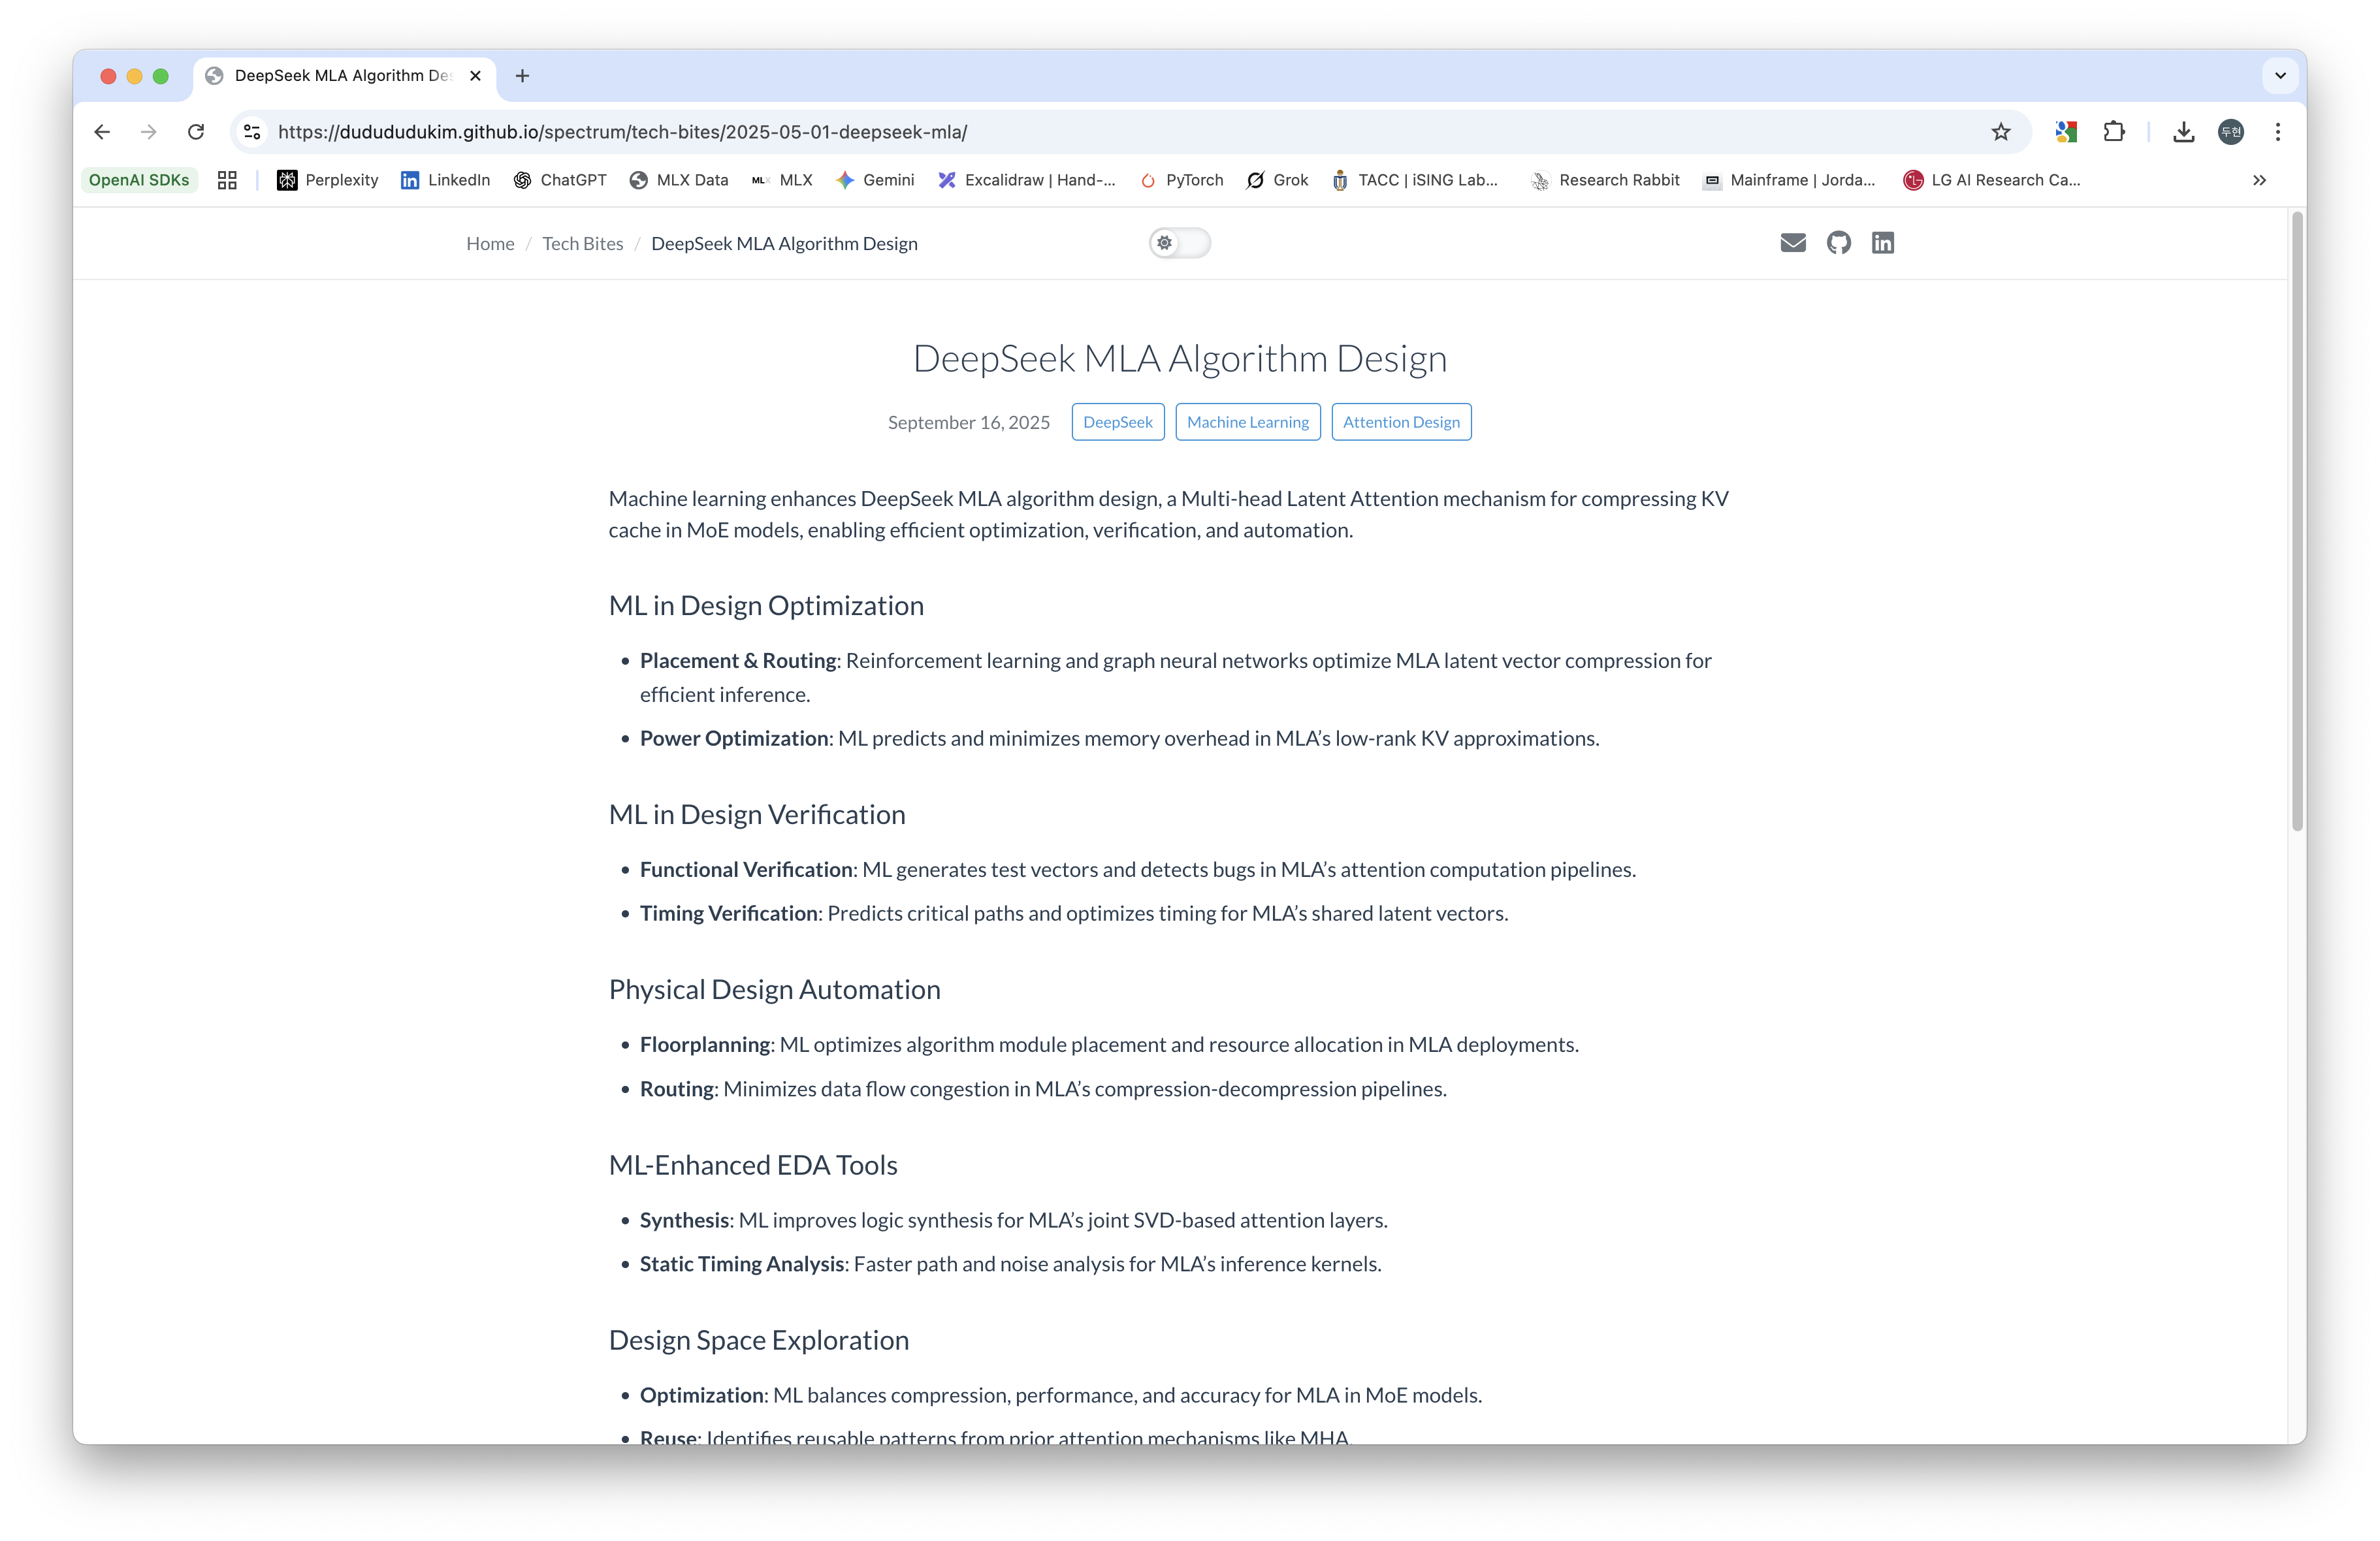 DeepSeek MLA Algorithm Des
https://dudududukim.github.io/spectrum/tech-bites/2025-05-01-deepseek-mla/
두현
OpenAI SDKs
Perplexity
LinkedIn
ChatGPT
MLX Data
MLX
Gemini
Excalidraw | Hand-...
PyTorch
Grok
TACC | iSING Lab...
Research Rabbit
Mainframe | Jorda...
LG AI Research Ca...
Home / Tech Bites / DeepSeek MLA Algorithm Design
DeepSeek MLA Algorithm Design
September 16, 2025 DeepSeek Machine Learning Attention Design
Machine learning enhances DeepSeek MLA algorithm design, a Multi-head Latent Attention mechanism for compressing KV
cache in MoE models, enabling efficient optimization, verification, and automation.
ML in Design Optimization
• Placement & Routing: Reinforcement learning and graph neural networks optimize MLA latent vector compression for
efficient inference.
• Power Optimization: ML predicts and minimizes memory overhead in MLA’s low-rank KV approximations.
ML in Design Verification
• Functional Verification: ML generates test vectors and detects bugs in MLA’s attention computation pipelines.
• Timing Verification: Predicts critical paths and optimizes timing for MLA’s shared latent vectors.
Physical Design Automation
• Floorplanning: ML optimizes algorithm module placement and resource allocation in MLA deployments.
• Routing: Minimizes data flow congestion in MLA’s compression-decompression pipelines.
ML-Enhanced EDA Tools
• Synthesis: ML improves logic synthesis for MLA’s joint SVD-based attention layers.
• Static Timing Analysis: Faster path and noise analysis for MLA’s inference kernels.
Design Space Exploration
• Optimization: ML balances compression, performance, and accuracy for MLA in MoE models.
• Reuse: Identifies reusable patterns from prior attention mechanisms like MHA.